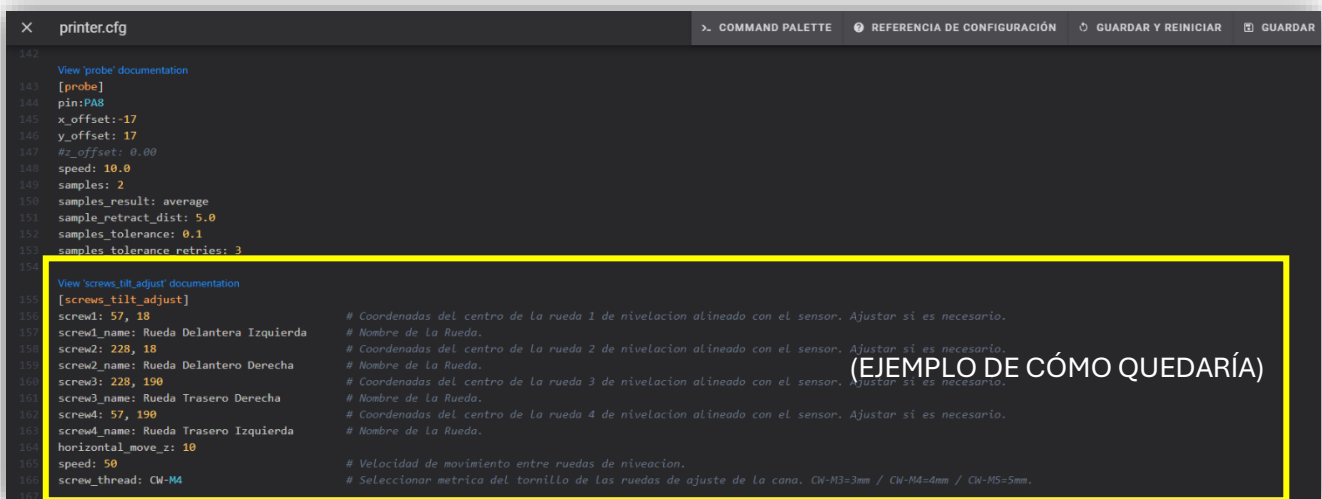 printer.cfg
>_ COMMAND PALETTE
REFERENCIA DE CONFIGURACIÓN
GUARDAR Y REINICIAR
GUARDAR
142
View 'probe' documentation
143 [probe]
144 pin:PA8
145 x_offset:-17
146 y_offset: 17
147 #z_offset: 0.00
148 speed: 10.0
149 samples: 2
150 samples_result: average
151 sample_retract_dist: 5.0
152 samples_tolerance: 0.1
153 samples_tolerance_retries: 3
154
View 'screws_tilt_adjust' documentation
155 [screws_tilt_adjust]
156 screw1: 57, 18 # Coordenadas del centro de la rueda 1 de nivelacion alineado con el sensor. Ajustar si es necesario.
157 screw1_name: Rueda Delantera Izquierda # Nombre de la Rueda.
158 screw2: 228, 18 # Coordenadas del centro de la rueda 2 de nivelacion alineado con el sensor. Ajustar si es necesario.
159 screw2_name: Rueda Delantero Derecha # Nombre de la Rueda.
(EJEMPLO DE CÓMO QUEDARÍA)
160 screw3: 228, 190 # Coordenadas del centro de la rueda 3 de nivelacion alineado con el sensor. Ajustar si es necesario.
161 screw3_name: Rueda Trasero Derecha # Nombre de la Rueda.
162 screw4: 57, 190 # Coordenadas del centro de la rueda 4 de nivelacion alineado con el sensor. Ajustar si es necesario.
163 screw4_name: Rueda Trasero Izquierda # Nombre de la Rueda.
164 horizontal_move_z: 10
165 speed: 50 # Velocidad de movimiento entre ruedas de niveacion.
166 screw_thread: CW-M4 # Seleccionar metrica del tornillo de las ruedas de ajuste de la cana. CW-M3=3mm / CW-M4=4mm / CW-M5=5mm.
167